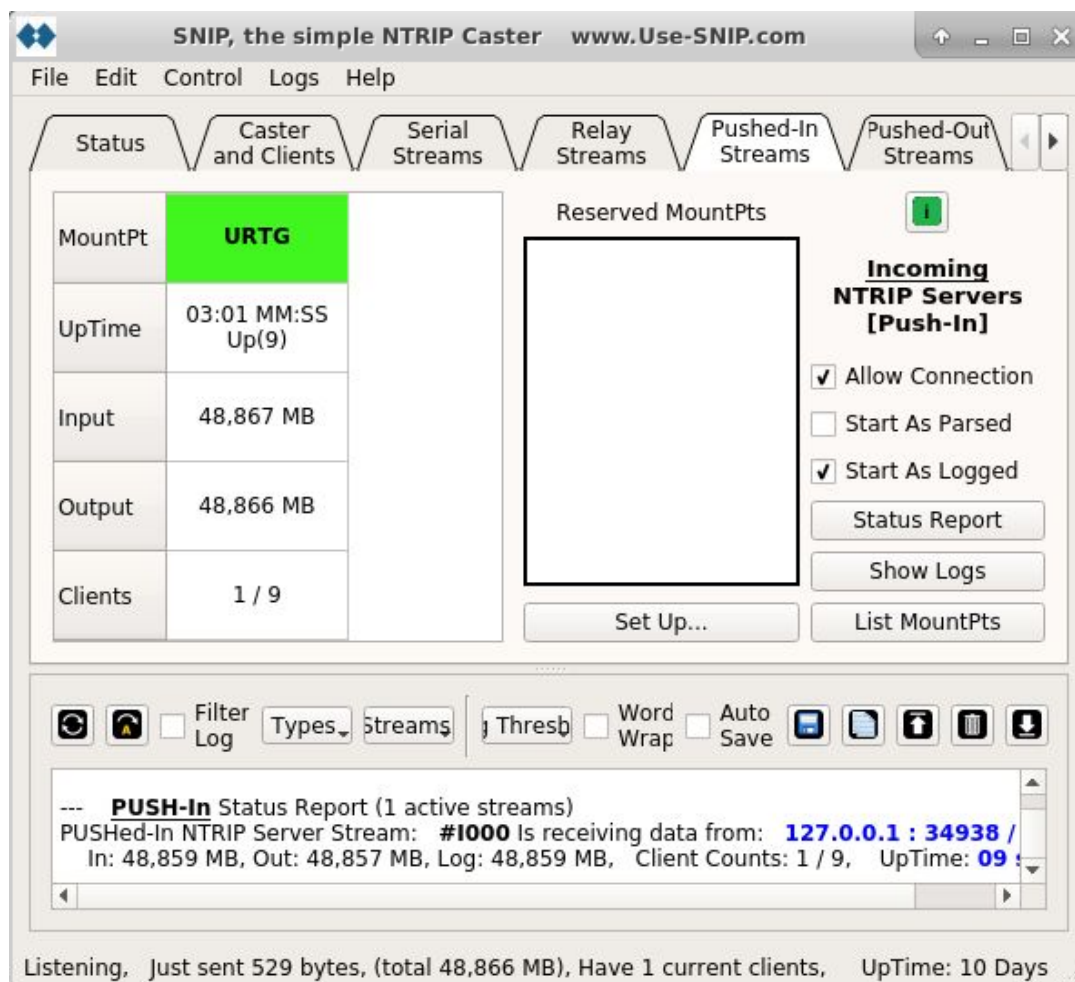 SNIP, the simple NTRIP Caster www.Use-SNIP.com
File Edit Control Logs Help
Status
Caster
and Clients
Serial
Streams
Relay
Streams
Pushed-In
Streams
Pushed-Out
Streams
MountPt URTG
UpTime 03:01 MM:SS
Up(9)
Input 48,867 MB
Output 48,866 MB
Clients 1 / 9
Reserved MountPts
Set Up...
i
Incoming
NTRIP Servers
[Push-In]
Allow Connection
Start As Parsed
Start As Logged
Status Report
Show Logs
List MountPts
Filter
Log
Types
Streams
Thresh
Word
Wrap
Auto
Save
--- PUSH-In Status Report (1 active streams)
PUSHed-In NTRIP Server Stream: #I000 Is receiving data from: 127.0.0.1 : 34938 /
In: 48,859 MB, Out: 48,857 MB, Log: 48,859 MB, Client Counts: 1 / 9, UpTime: 09
Listening, Just sent 529 bytes, (total 48,866 MB), Have 1 current clients, UpTime: 10 Days